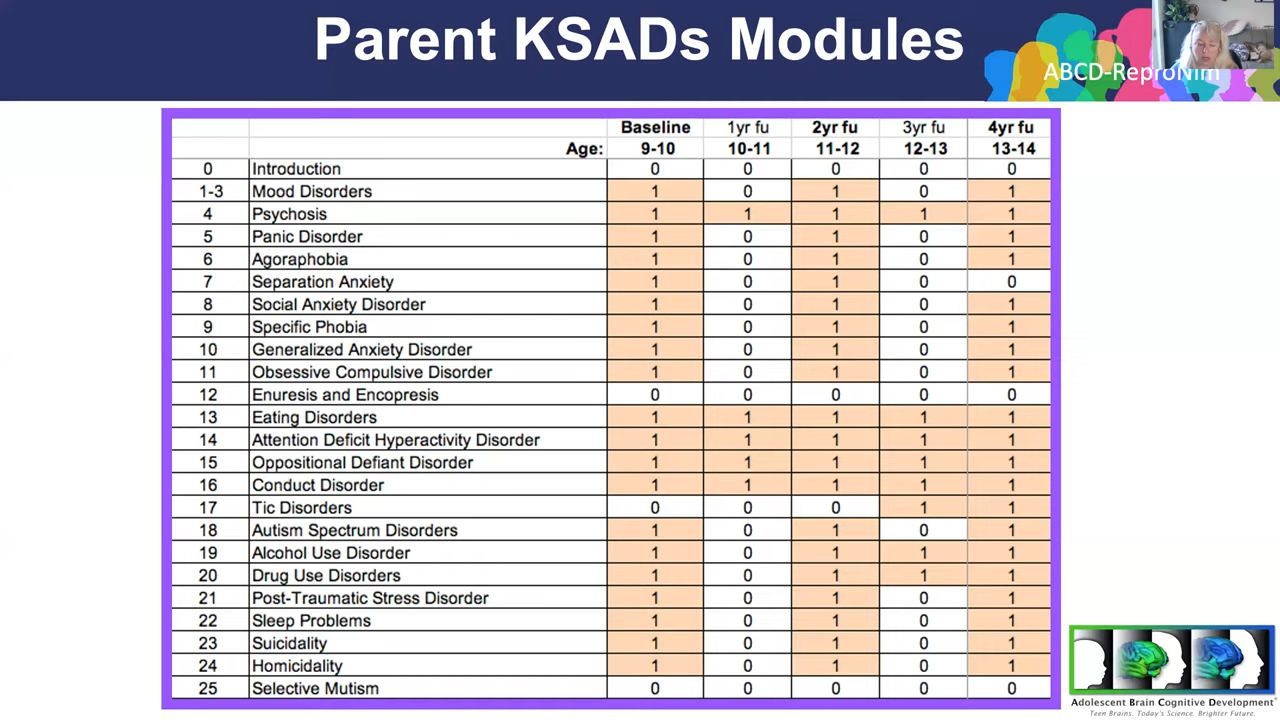 Parent KSADs Modules
ABCD-ReproNim
Baseline 1yr fu 2yr fu 3yr fu 4yr fu
Age: 9-10 10-11 11-12 12-13 13-14
0 Introduction 0 0 0 0 0
1-3 Mood Disorders 1 0 1 0 1
4 Psychosis 1 1 1 1 1
5 Panic Disorder 1 0 1 0 1
6 Agoraphobia 1 0 1 0 1
7 Separation Anxiety 1 0 1 0 0
8 Social Anxiety Disorder 1 0 1 0 1
9 Specific Phobia 1 0 1 0 1
10 Generalized Anxiety Disorder 1 0 1 0 1
11 Obsessive Compulsive Disorder 1 0 1 0 1
12 Enuresis and Encopresis 0 0 0 0 0
13 Eating Disorders 1 1 1 1 1
14 Attention Deficit Hyperactivity Disorder 1 1 1 1 1
15 Oppositional Defiant Disorder 1 1 1 1 1
16 Conduct Disorder 1 1 1 1 1
17 Tic Disorders 0 0 0 1 1
18 Autism Spectrum Disorders 1 0 1 0 1
19 Alcohol Use Disorder 1 0 1 1 1
20 Drug Use Disorders 1 0 1 1 1
21 Post-Traumatic Stress Disorder 1 0 1 0 1
22 Sleep Problems 1 0 1 0 1
23 Suicidality 1 0 1 0 1
24 Homicidality 1 0 1 0 1
25 Selective Mutism 0 0 0 0 0
Adolescent Brain Cognitive Development
Teen Brains. Today's Science. Brighter Future.